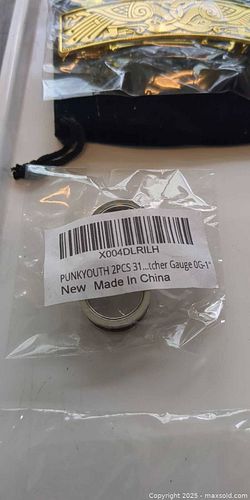 X004DLRILH
PUNKYOUTH 2PCS 31...tcher Gauge 0G-1"
New Made In China
Copyright 2025 - maxsold.com